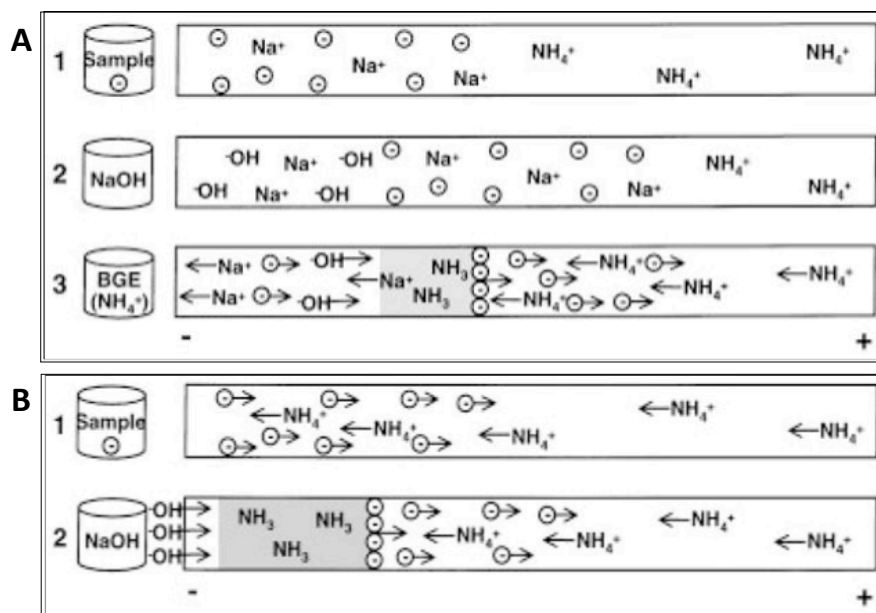 A
1
Sample
-
Na⁺ NH₄⁺ NH₄⁺
Na⁺
Na⁺ NH₄⁺
2
NaOH
⁻OH Na⁺ ⁻OH Na⁺ NH₄⁺
Na⁺
⁻OH Na⁺ ⁻OH Na⁺ NH₄⁺
3
BGE
(NH₄⁺)
Na⁺ ⁻OH NH₃ NH₄⁺ NH₄⁺
Na⁺ NH₄⁺
Na⁺ ⁻OH NH₃ NH₄⁺
- +
B
1
Sample
-
NH₄⁺ NH₄⁺
NH₄⁺ NH₄⁺ NH₄⁺
2
NaOH
⁻OH
⁻OH
⁻OH
NH₃ NH₃ NH₄⁺
NH₃ NH₄⁺ NH₄⁺ NH₄⁺
- +